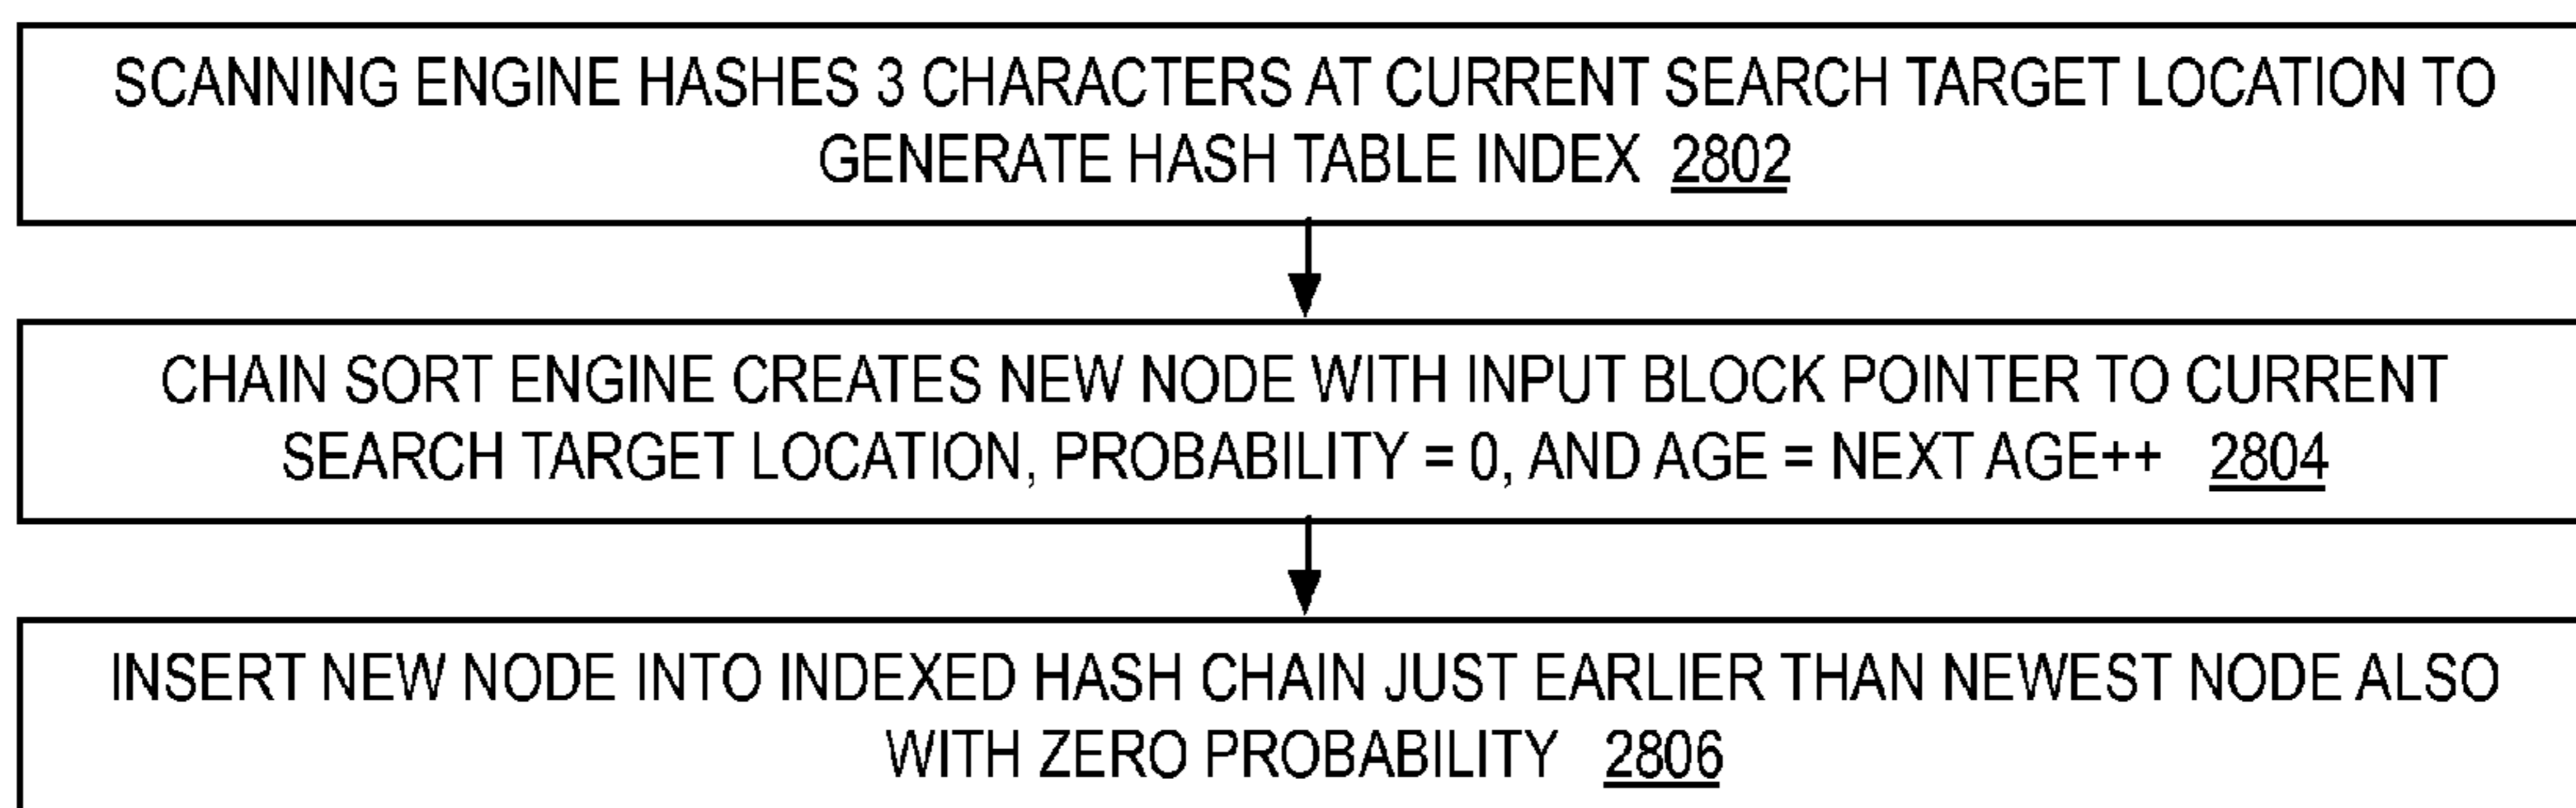 SCANNING ENGINE HASHES 3 CHARACTERS AT CURRENT SEARCH TARGET LOCATION TO
GENERATE HASH TABLE INDEX 2802
CHAIN SORT ENGINE CREATES NEW NODE WITH INPUT BLOCK POINTER TO CURRENT
SEARCH TARGET LOCATION, PROBABILITY = 0, AND AGE = NEXT AGE++ 2804
INSERT NEW NODE INTO INDEXED HASH CHAIN JUST EARLIER THAN NEWEST NODE ALSO
WITH ZERO PROBABILITY 2806